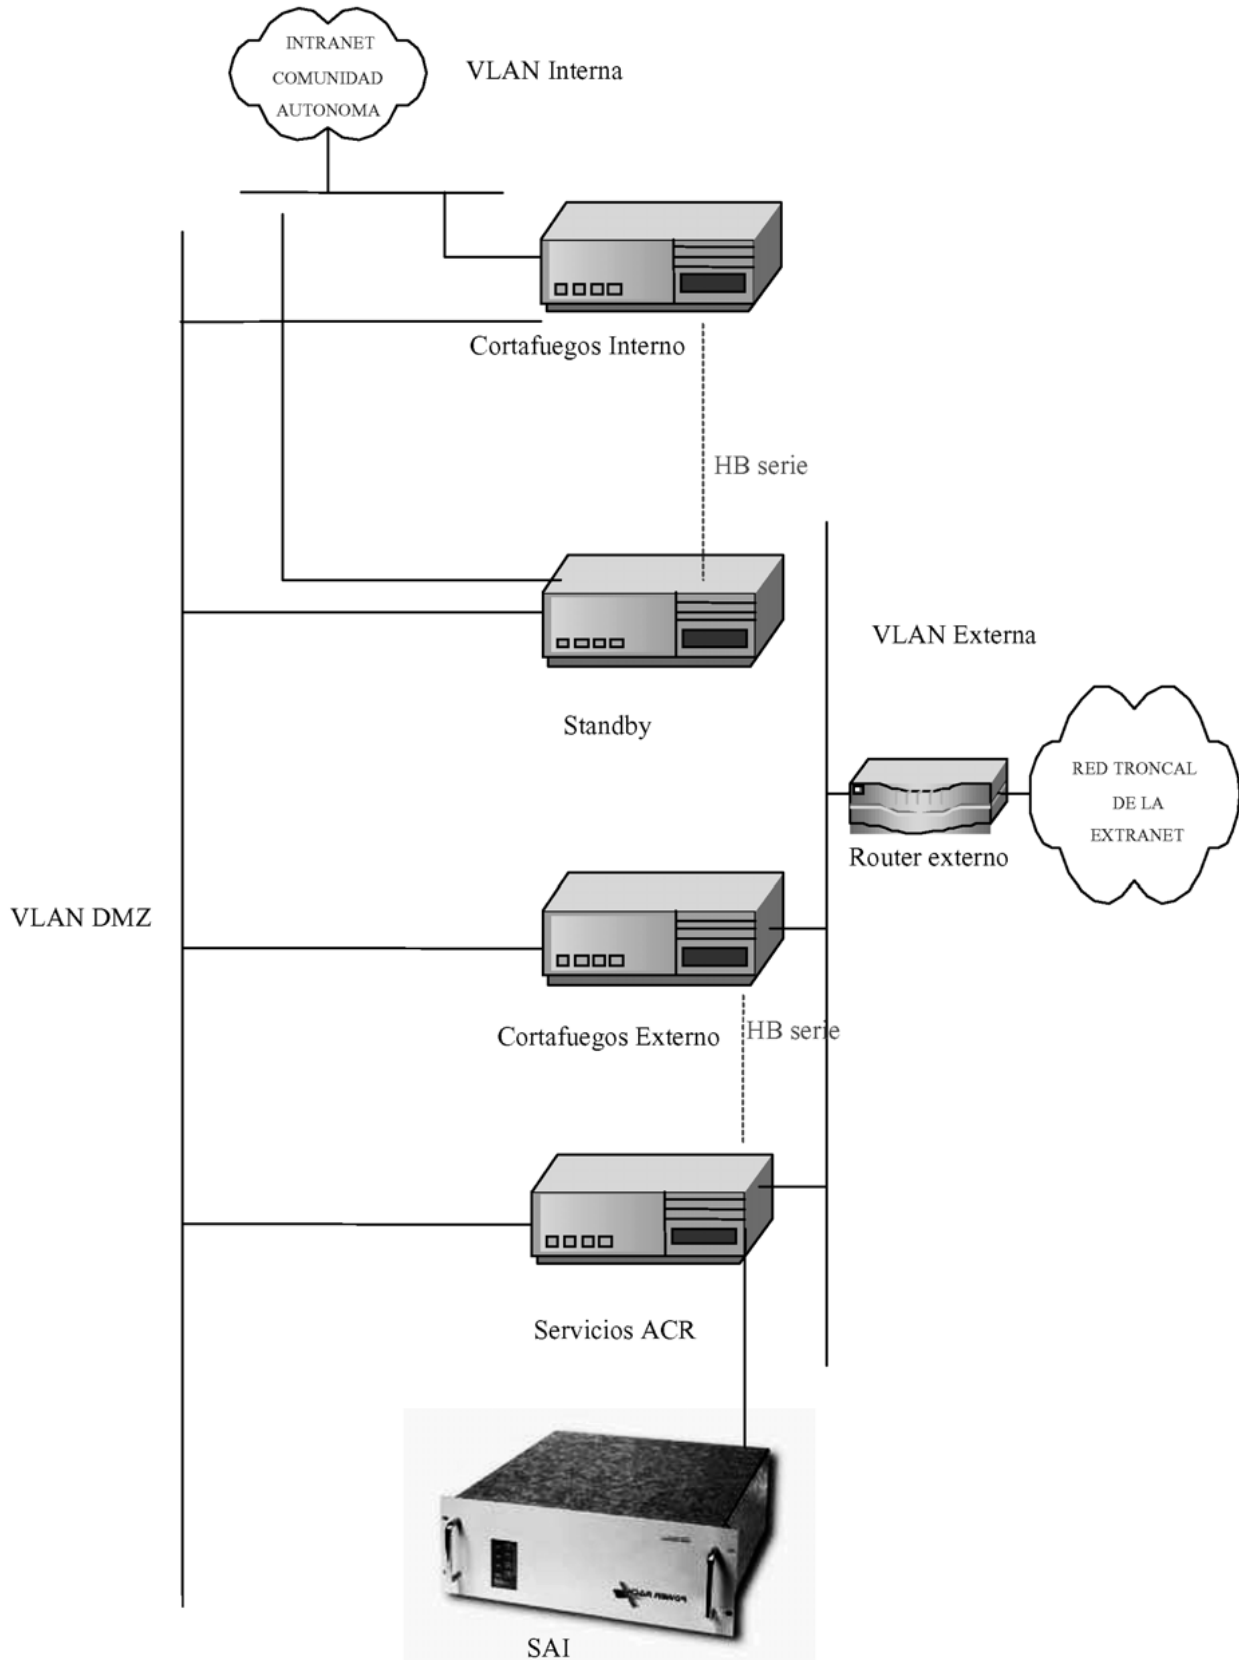 INTRANET
COMUNIDAD
AUTONOMA
VLAN Interna
Cortafuegos Interno
HB serie
VLAN Externa
Standby
RED TRONCAL
DE LA
EXTRANET
Router externo
VLAN DMZ
Cortafuegos Externo
HB serie
Servicios ACR
SAI